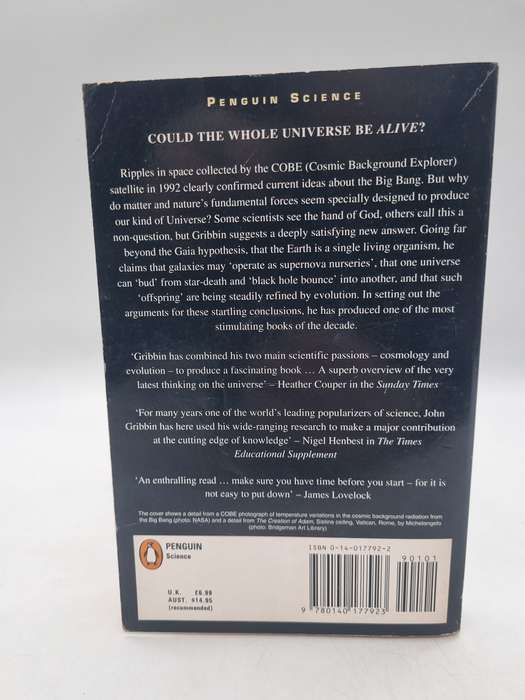 PENGUIN SCIENCE
COULD THE WHOLE UNIVERSE BE ALIVE?
Ripples in space collected by the COBE (Cosmic Background Explorer)
satellite in 1992 clearly confirmed current ideas about the Big Bang. But why
do matter and nature's fundamental forces seem specially designed to produce
our kind of Universe? Some scientists see the hand of God, others call this a
non-question, but Gribbin suggests a deeply satisfying new answer. Going far
beyond the Gaia hypothesis, that the Earth is a single living organism, he
claims that galaxies may 'operate as supernova nurseries', that one universe
can 'bud' from star-death and 'black hole bounce' into another, and that such
'offspring' are being steadily refined by evolution. In setting out the
arguments for these startling conclusions, he has produced one of the most
stimulating books of the decade.
'Gribbin has combined his two main scientific passions – cosmology and
evolution – to produce a fascinating book ... A superb overview of the very
latest thinking on the universe' – Heather Couper in the Sunday Times
'For many years one of the world's leading popularizers of science, John
Gribbin has here used his wide-ranging research to make a major contribution
at the cutting edge of knowledge' – Nigel Henbest in The Times
Educational Supplement
'An enthralling read ... make sure you have time before you start – for it is
not easy to put down' – James Lovelock
The cover shows a detail from a COBE photograph of temperature variations in the cosmic background radiation from
the Big Bang (photo: NASA) and a detail from The Creation of Adam, Sistine ceiling, Vatican, Rome, by Michelangelo
(photo: Bridgeman Art Library)
PENGUIN
Science
U.K. £6.99
AUST. $14.95
(recommended)
ISBN 0-14-017792-2
90101
9 780140 177923